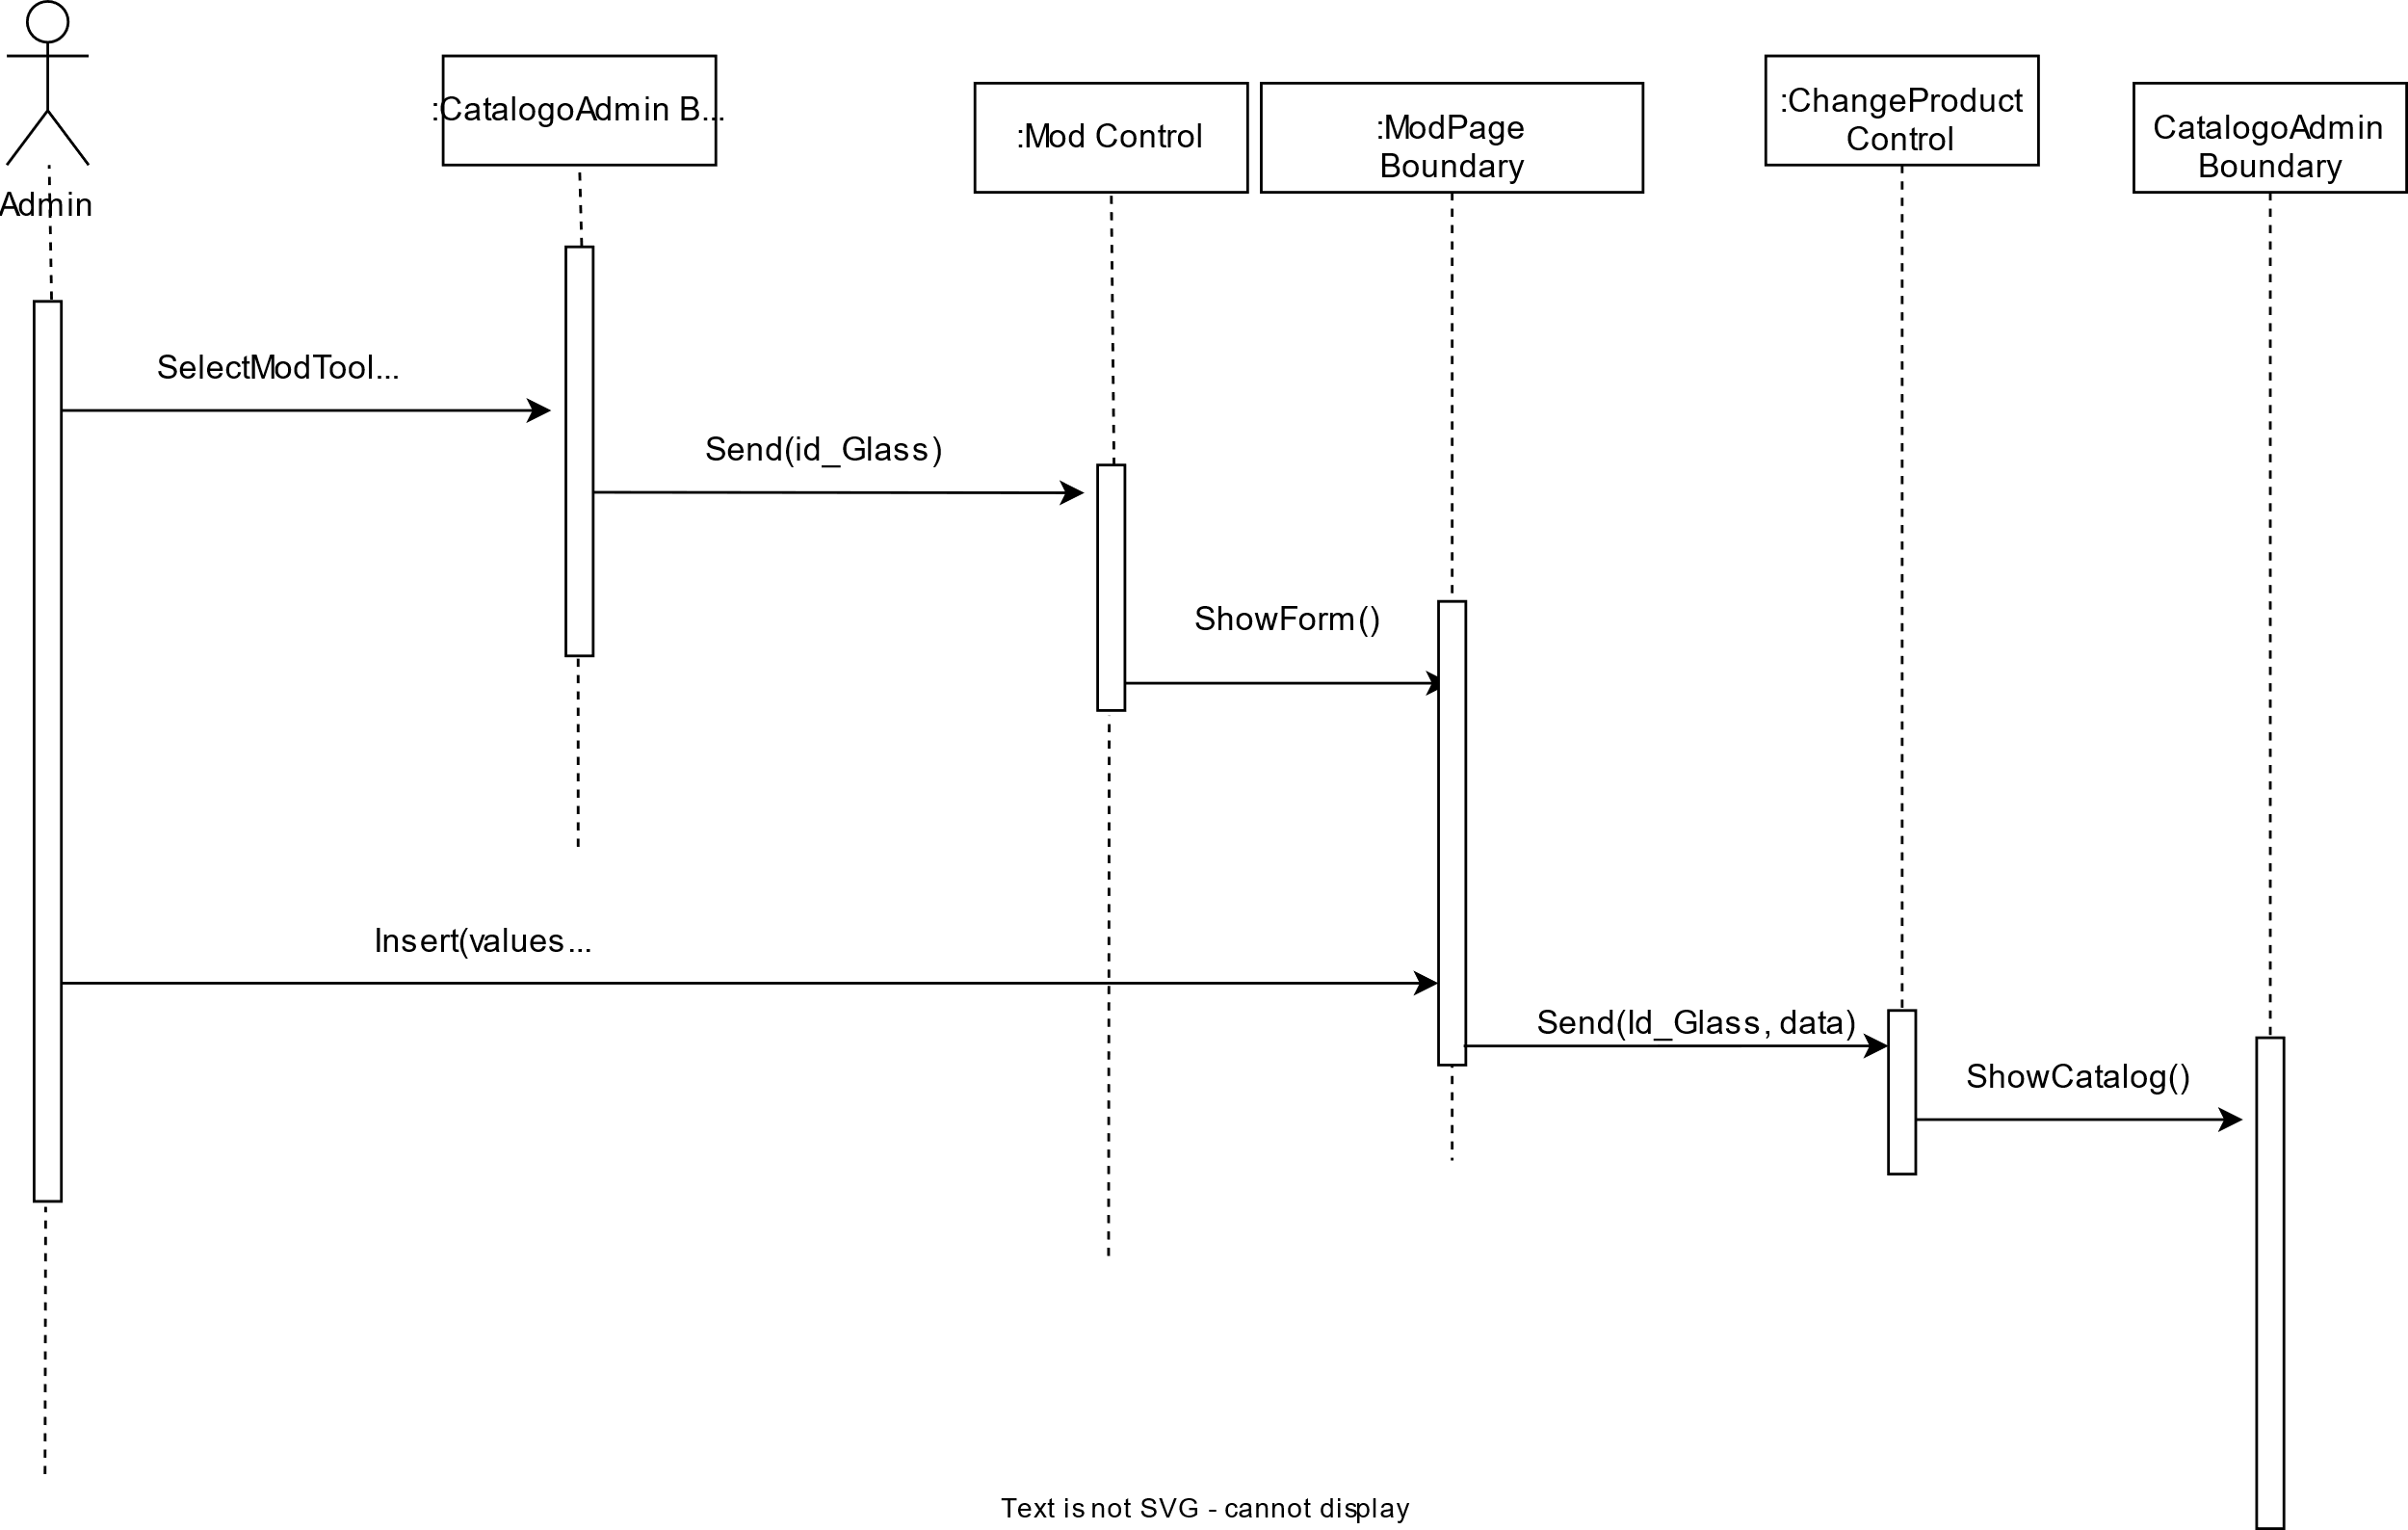 Admin
:CatalogoAdmin B...
:Mod Control
:ModPage
Boundary
:ChangeProduct
Control
CatalogoAdmin
Boundary
SelectModTool...
Send(id_Glass)
ShowForm()
Insert(values...
Send(Id_Glass, data)
ShowCatalog()
Text is not SVG - cannot display